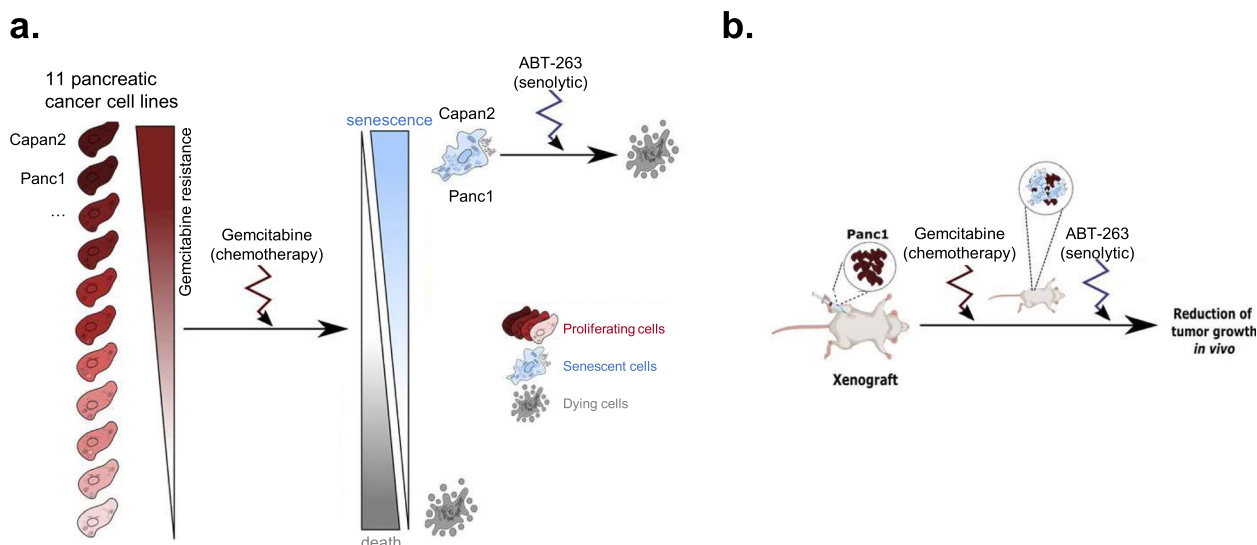 a.
11 pancreatic
cancer cell lines
Capan2
Panc1
...
Gemcitabine resistance
Gemcitabine
(chemotherapy)
senescence
death
Capan2
Panc1
ABT-263
(senolytic)
Proliferating cells
Senescent cells
Dying cells
b.
Panc1
Xenograft
Gemcitabine
(chemotherapy)
ABT-263
(senolytic)
Reduction of
tumor growth
in vivo